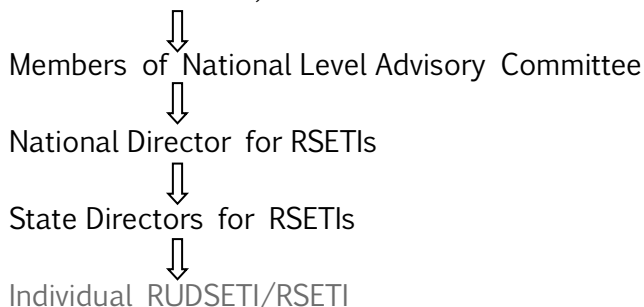 Members of National Level Advisory Committee
National Director for RSETIs
State Directors for RSETIs
Individual RUDSETI/RSETI